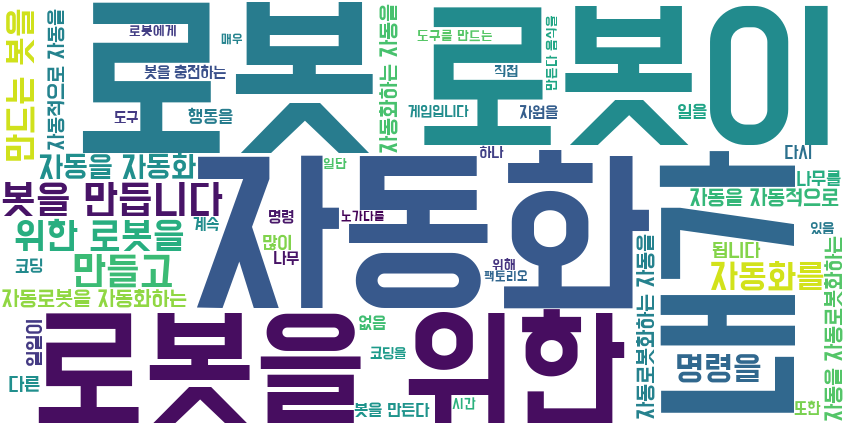 로봇
로봇이
자동화
그는
로봇을 위한
만드는 봇을
자동적으로 자동을
로봇에게
매우
봇을 충전하는
도구
행동을
자동화하는 자동을
도구를 만드는
직접
만든다 음식을
게임입니다
자원을
일을
자동을 자동화
하나
일단
다시
나무를
자동을 자동적으로
봇을 만듭니다
계속
명령
노가다를
있음
위한 로봇을
많이
나무
됩니다
코딩
만들고
위해
팩토리오
자동화를
자동로봇을 자동화하는
자동로봇화하는 자동을
자동을 자동로봇화하는
일일이
없음
코딩을
명령을
다른
봇을 만든다
시간
또한